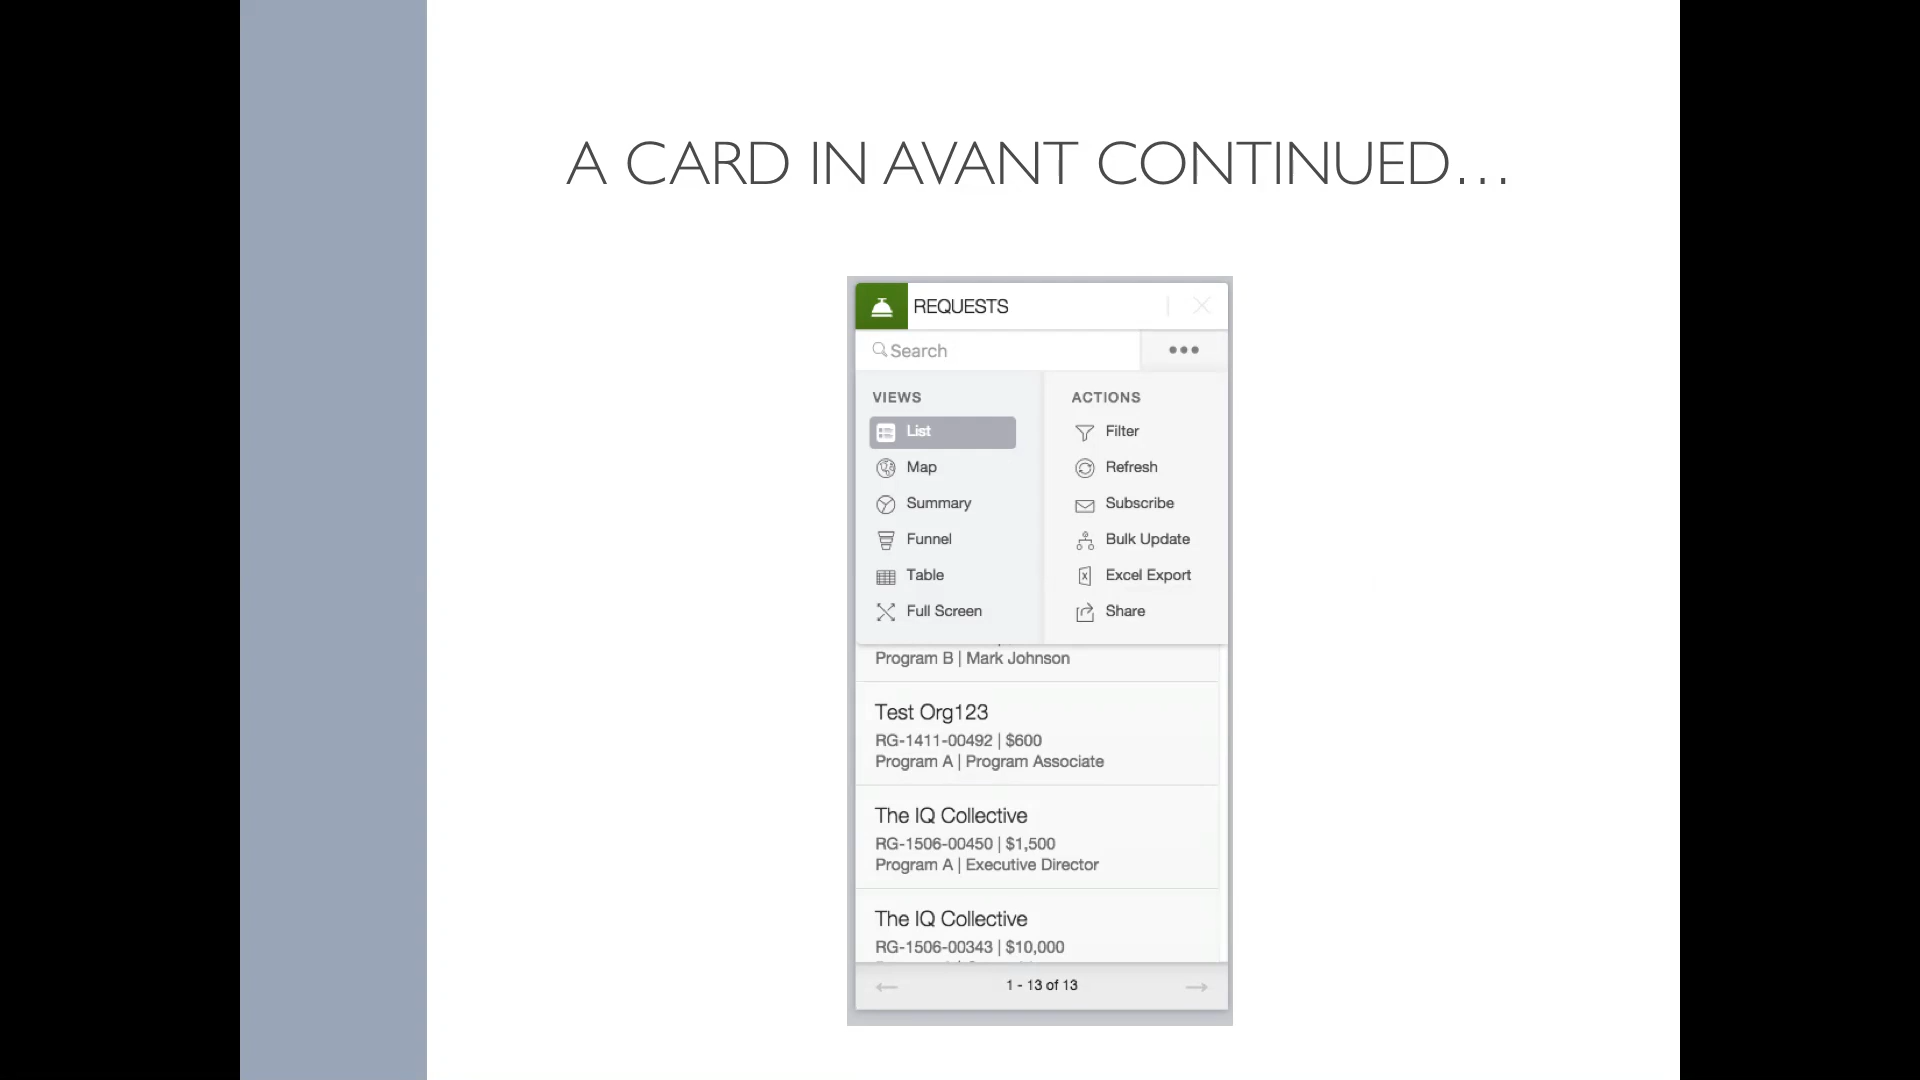 A CARD IN AVANT CONTINUED…
REQUESTS
Search
VIEWS
List
Map
Summary
Funnel
Table
Full Screen
ACTIONS
Filter
Refresh
Subscribe
Bulk Update
Excel Export
Share
Program B | Mark Johnson
Test Org123
RG-1411-00492 | $600
Program A | Program Associate
The IQ Collective
RG-1506-00450 | $1,500
Program A | Executive Director
The IQ Collective
RG-1506-00343 | $10,000
1 - 13 of 13